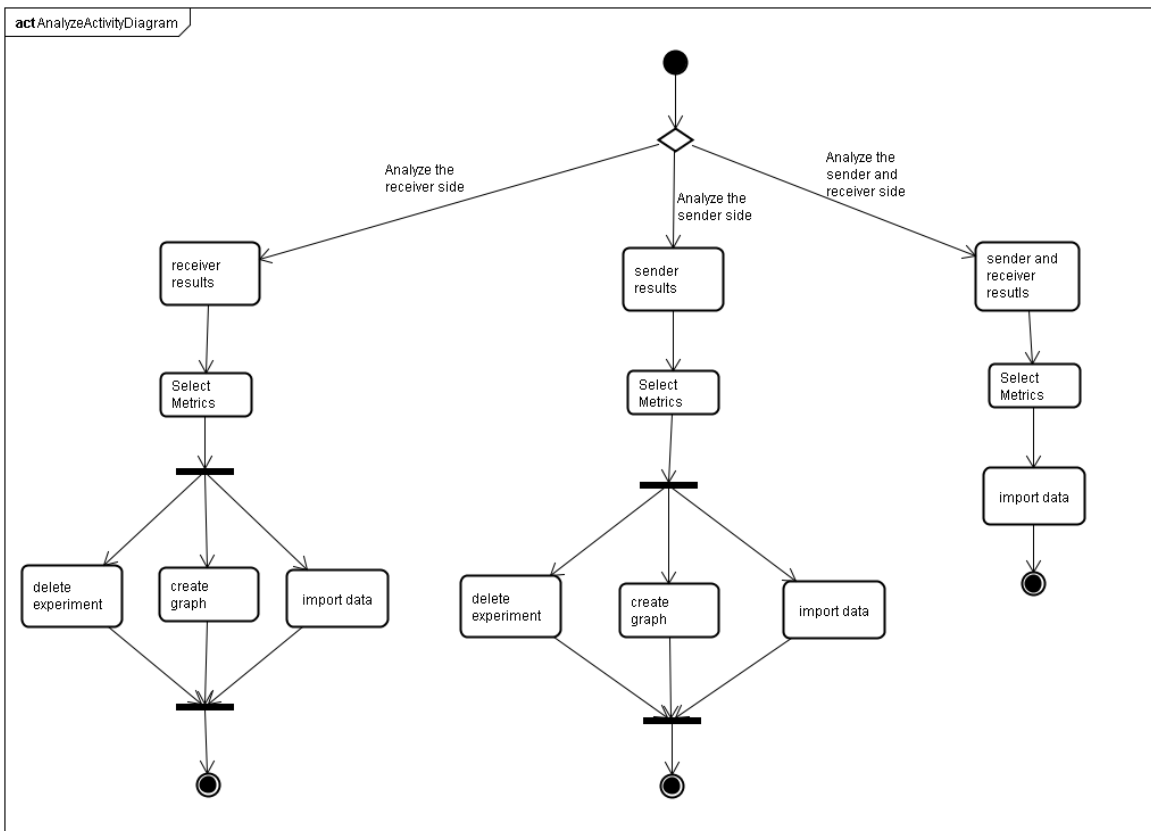 act AnalyzeActivityDiagram
Analyze the
receiver side
Analyze the
sender side
Analyze the
sender and
receiver side
receiver
results
sender
results
sender and
receiver
resutls
Select
Metrics
Select
Metrics
Select
Metrics
import data
delete
experiment
create
graph
import data
delete
experiment
create
graph
import data